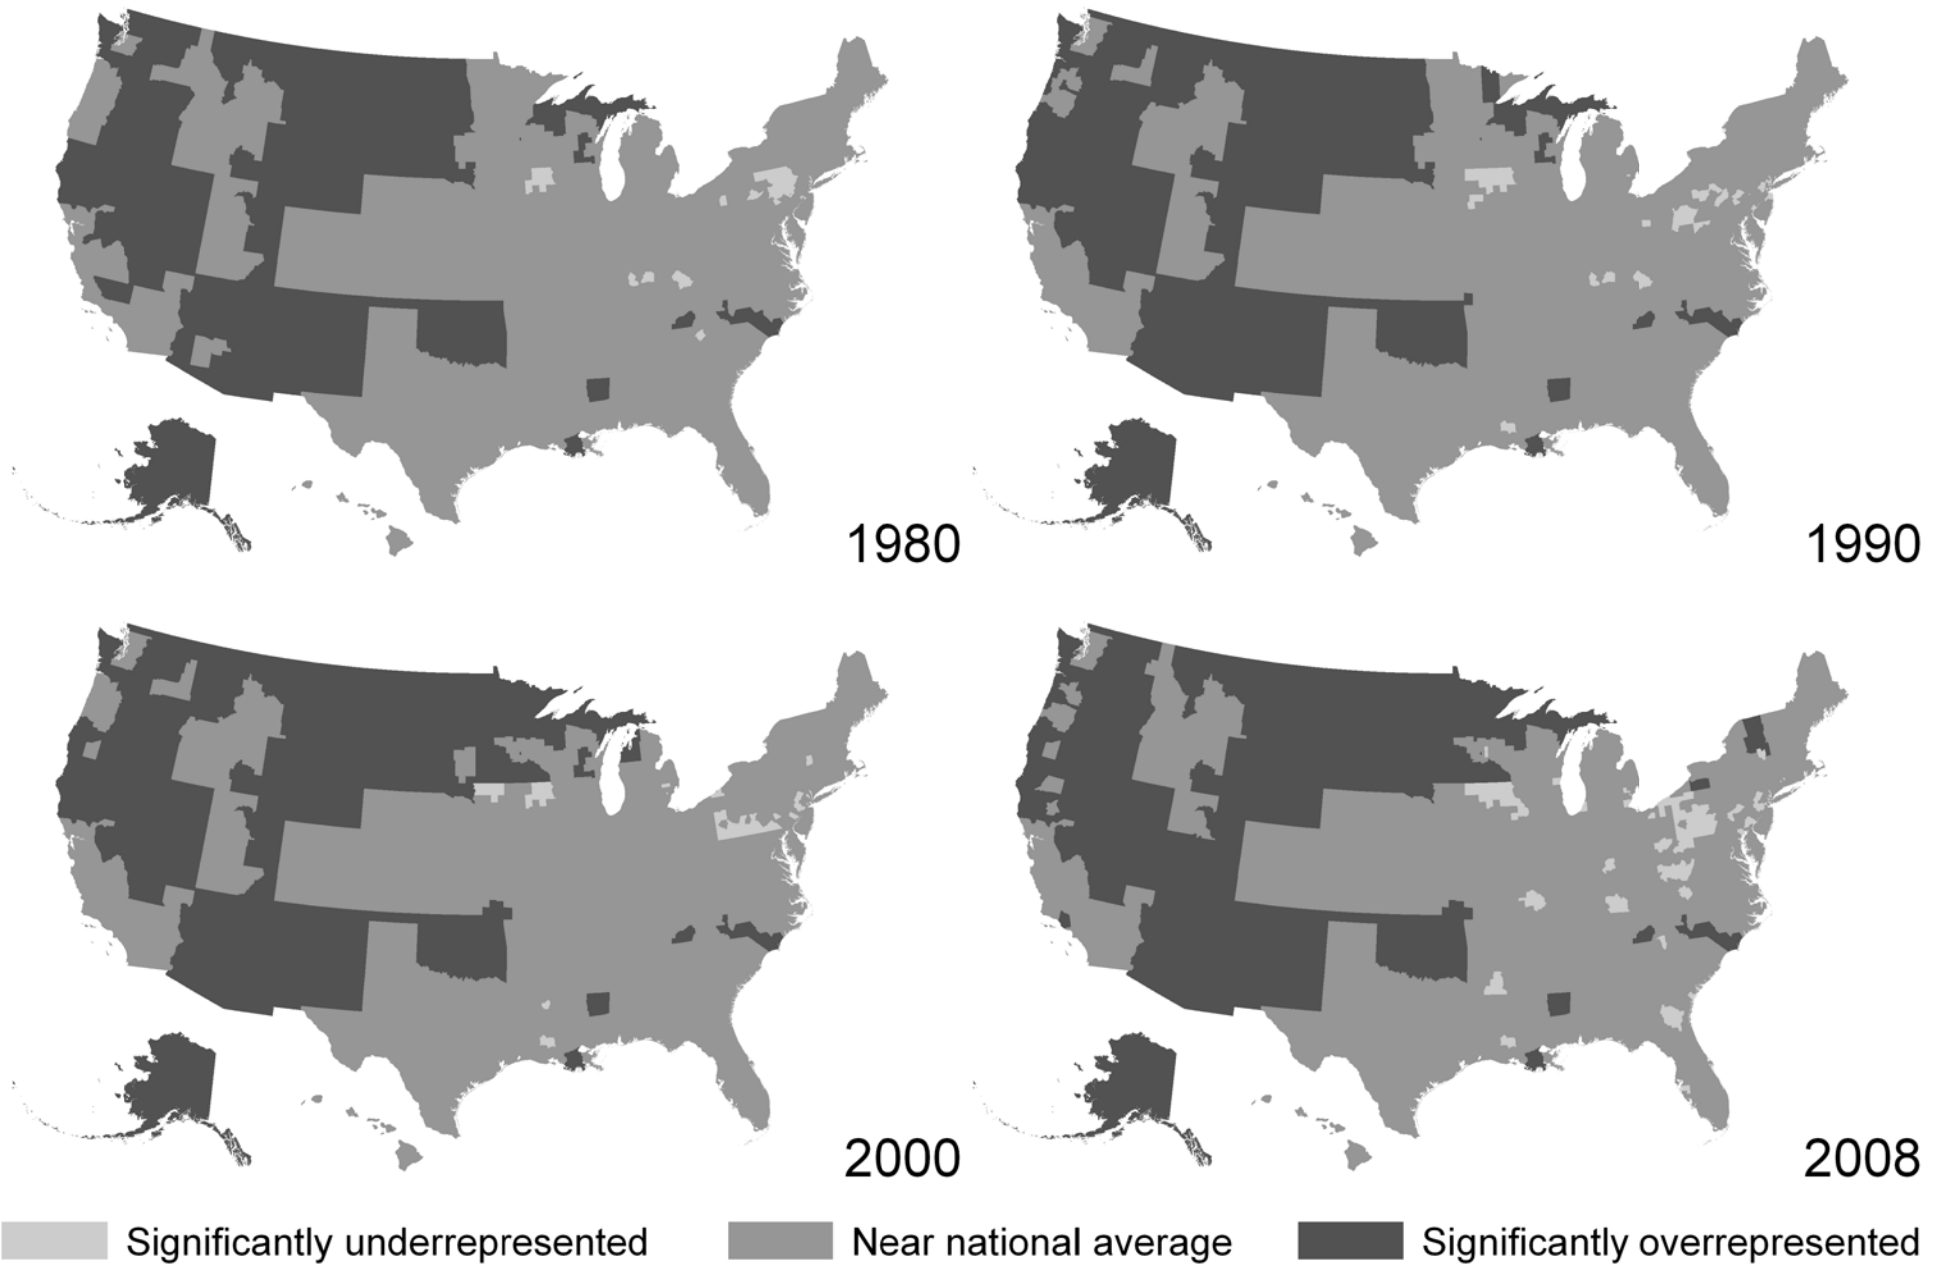 1980
1990
2000
2008
Significantly underrepresented
Near national average
Significantly overrepresented